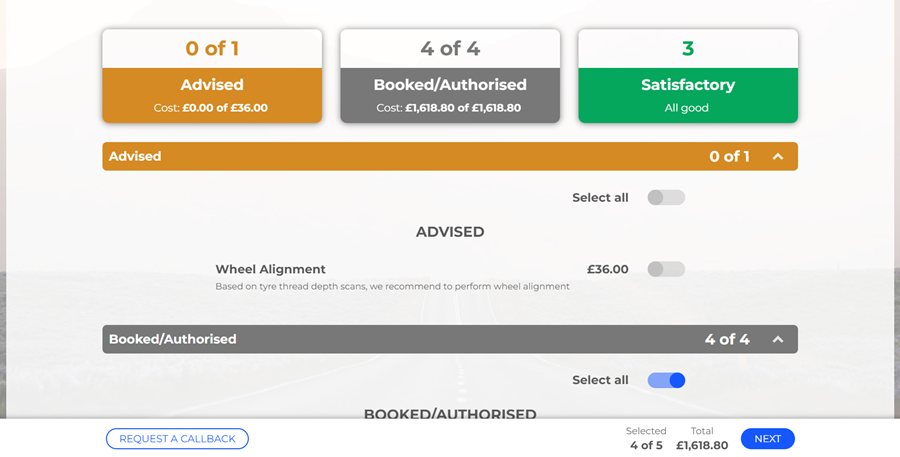 0 of 1
Advised
Cost: £0.00 of £36.00
4 of 4
Booked/Authorised
Cost: £1,618.80 of £1,618.80
3
Satisfactory
All good
Advised 0 of 1
Select all
ADVISED
Wheel Alignment £36.00
Based on tyre thread depth scans, we recommend to perform wheel alignment
Booked/Authorised 4 of 4
Select all
BOOKED/AUTHORISED
REQUEST A CALLBACK
Selected
4 of 5
Total
£1,618.80
NEXT